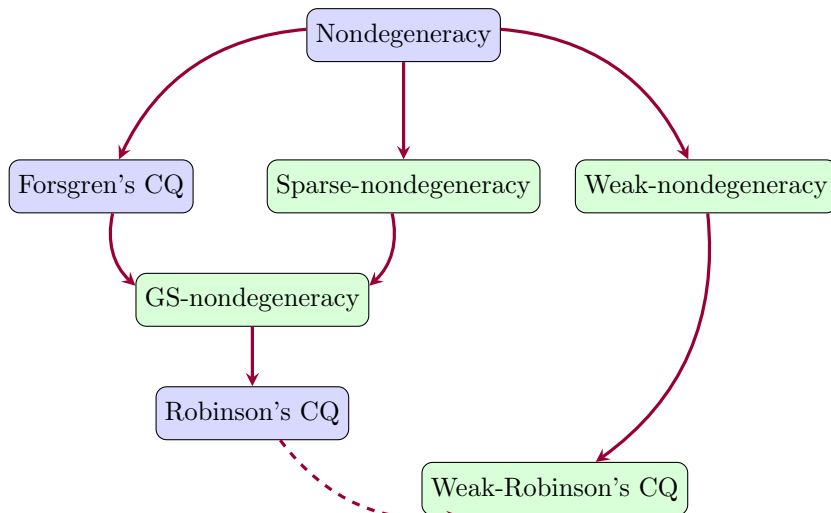 Nondegeneracy
Forsgren's CQ
Sparse-nondegeneracy
Weak-nondegeneracy
GS-nondegeneracy
Robinson's CQ
Weak-Robinson's CQ